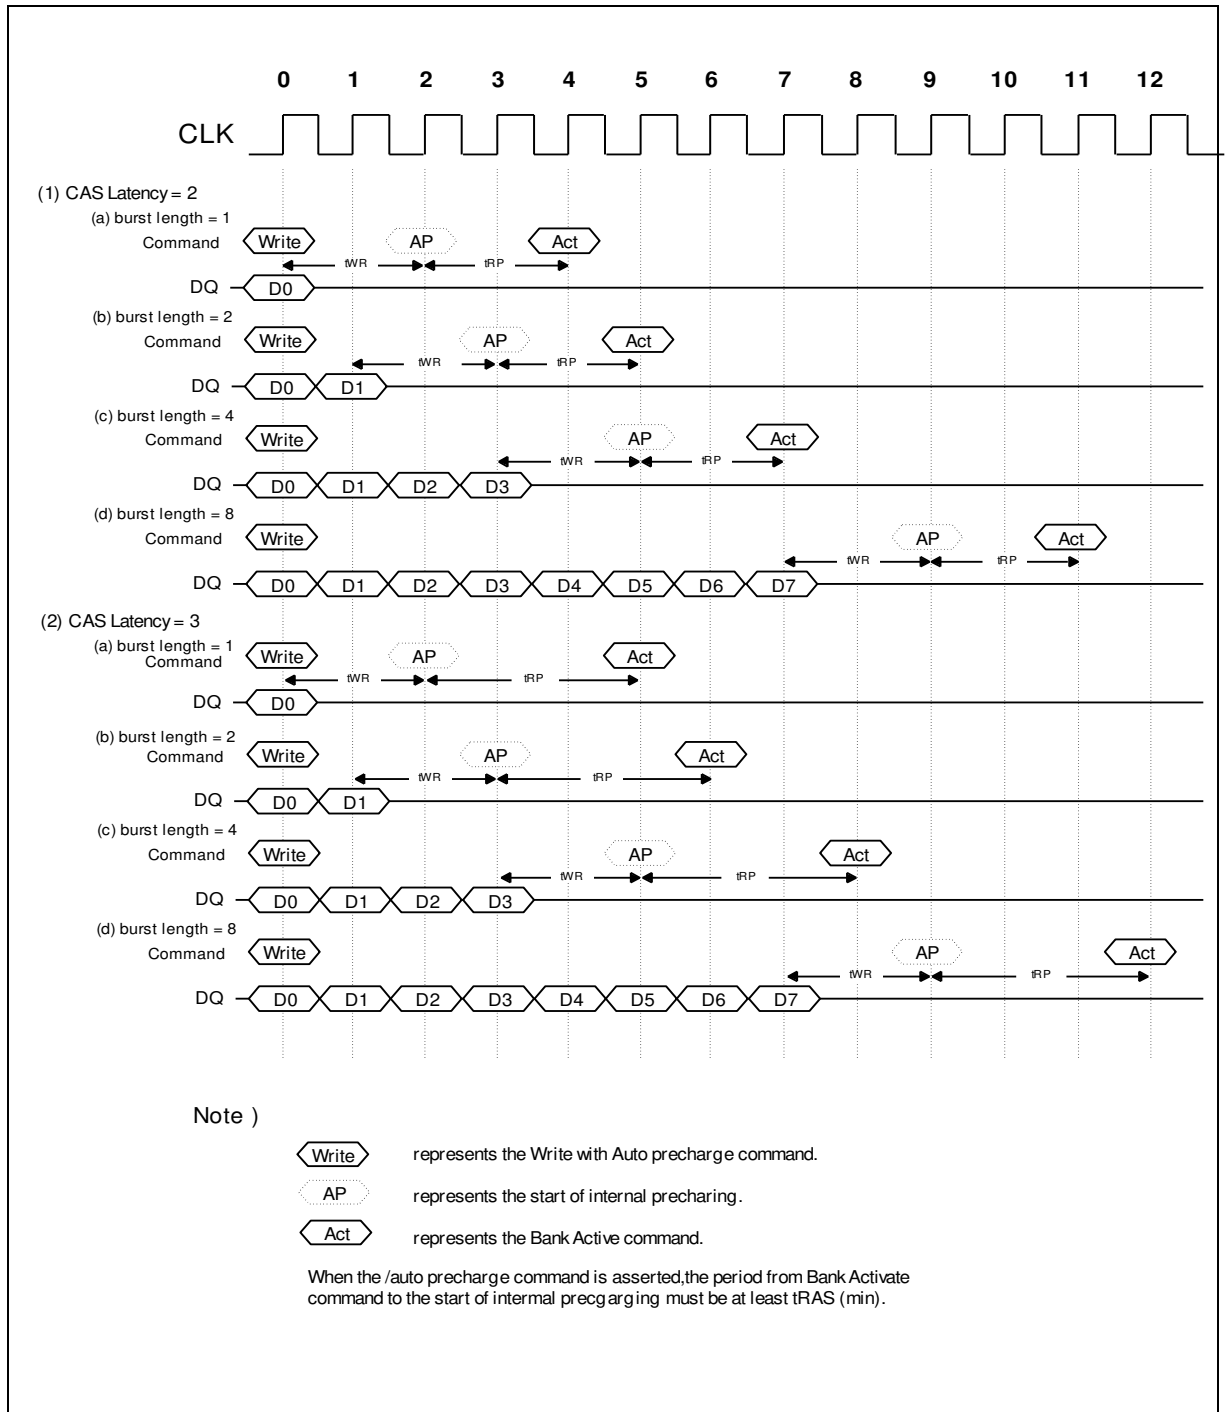 0 1 2 3 4 5 6 7 8 9 10 11 12
CLK
(1) CAS Latency = 2
(a) burst length = 1
Command Write AP Act
tWR tRP
DQ D0
(b) burst length = 2
Command Write AP Act
tWR tRP
DQ D0 D1
(c) burst length = 4
Command Write AP Act
tWR tRP
DQ D0 D1 D2 D3
(d) burst length = 8
Command Write AP Act
tWR tRP
DQ D0 D1 D2 D3 D4 D5 D6 D7
(2) CAS Latency = 3
(a) burst length = 1
Command Write AP Act
tWR tRP
DQ D0
(b) burst length = 2
Command Write AP Act
tWR tRP
DQ D0 D1
(c) burst length = 4
Command Write AP Act
tWR tRP
DQ D0 D1 D2 D3
(d) burst length = 8
Command Write AP Act
tWR tRP
DQ D0 D1 D2 D3 D4 D5 D6 D7
Note )
Write represents the Write with Auto precharge command.
AP represents the start of internal precharing.
Act represents the Bank Active command.
When the /auto precharge command is asserted,the period from Bank Activate
command to the start of intermal precgarging must be at least tRAS (min).